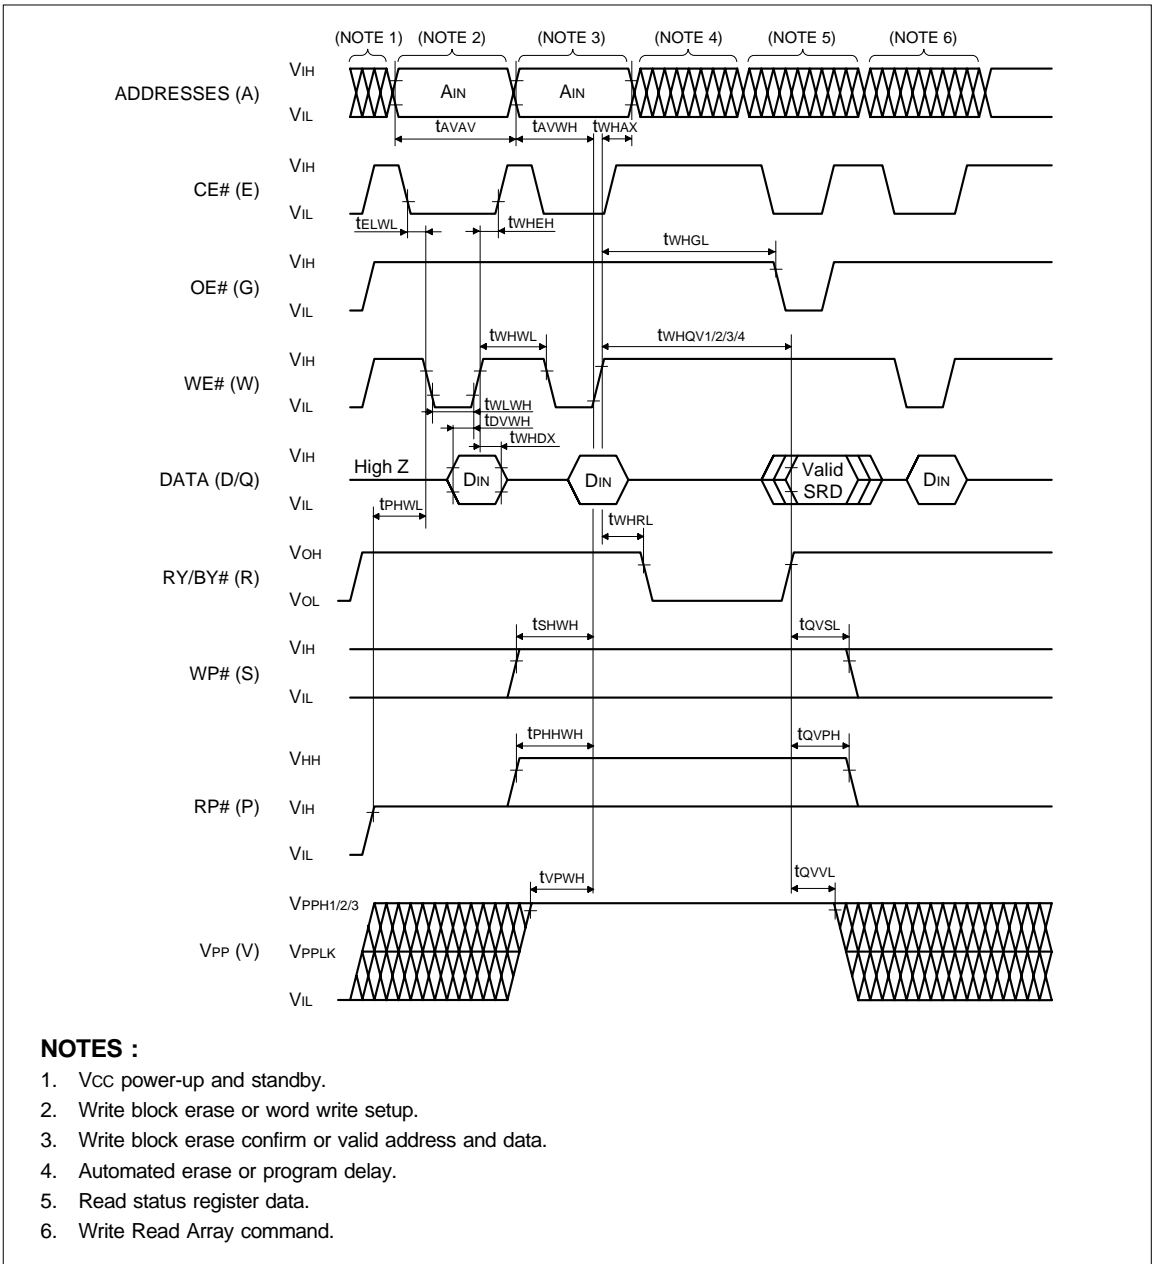 (NOTE 1) (NOTE 2) (NOTE 3) (NOTE 4) (NOTE 5) (NOTE 6)
ADDRESSES (A)
VIH
VIL
AIN
AIN
tAVAV
tAVWH
tWHAX
CE# (E)
VIH
VIL
tELWL
tWHEH
tWHGL
OE# (G)
VIH
VIL
tWHWL
tWHQV1/2/3/4
WE# (W)
VIH
VIL
tWLWH
tDVWH
tWHDX
DATA (D/Q)
VIH
VIL
High Z
DIN
DIN
Valid
SRD
DIN
tPHWL
tWHRL
RY/BY# (R)
VOH
VOL
tSHWH
tQVSL
WP# (S)
VIH
VIL
tPHHWH
tQVPH
RP# (P)
VHH
VIH
VIL
tVPWH
tQVVL
VPP (V)
VPPH1/2/3
VPPLK
VIL
NOTES :
1. VCC power-up and standby.
2. Write block erase or word write setup.
3. Write block erase confirm or valid address and data.
4. Automated erase or program delay.
5. Read status register data.
6. Write Read Array command.